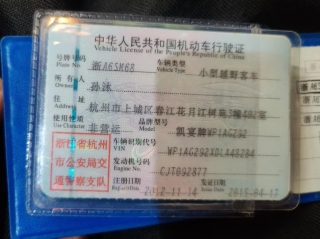 中华人民共和国机动车行驶证
Vehicle License of the People's Republic of China
号牌号码 浙A65M68 车辆类型 小型越野客车
Plate No. Vehicle Type
所有人 孙泳
Owner
住址 杭州市上城区春江花月江树苑 402室
使用性质 非营运 品牌型号 凯宴牌WP1AG292
Use Character Model
浙江省杭州
市公安局交
通警察支队
车辆识别代号
VIN
发动机号码 CJT092877
Engine No.
注册日期 2012-11-14 发证日期 2015-04-17
Register Date Issue Date